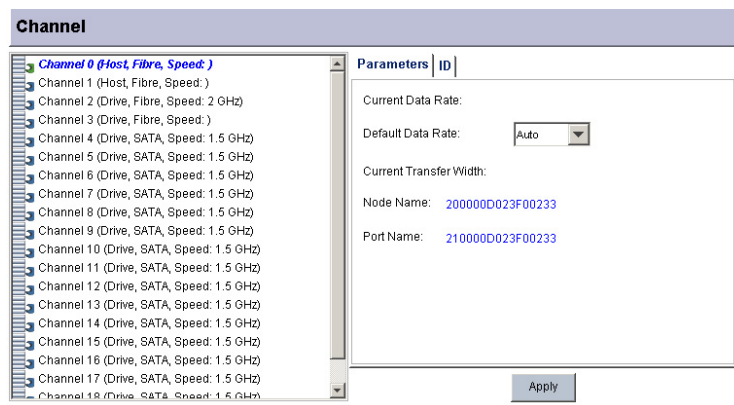 Channel
Channel 0 (Host, Fibre, Speed: )
Channel 1 (Host, Fibre, Speed: )
Channel 2 (Drive, Fibre, Speed: 2 GHz)
Channel 3 (Drive, Fibre, Speed: )
Channel 4 (Drive, SATA, Speed: 1.5 GHz)
Channel 5 (Drive, SATA, Speed: 1.5 GHz)
Channel 6 (Drive, SATA, Speed: 1.5 GHz)
Channel 7 (Drive, SATA, Speed: 1.5 GHz)
Channel 8 (Drive, SATA, Speed: 1.5 GHz)
Channel 9 (Drive, SATA, Speed: 1.5 GHz)
Channel 10 (Drive, SATA, Speed: 1.5 GHz)
Channel 11 (Drive, SATA, Speed: 1.5 GHz)
Channel 12 (Drive, SATA, Speed: 1.5 GHz)
Channel 13 (Drive, SATA, Speed: 1.5 GHz)
Channel 14 (Drive, SATA, Speed: 1.5 GHz)
Channel 15 (Drive, SATA, Speed: 1.5 GHz)
Channel 16 (Drive, SATA, Speed: 1.5 GHz)
Channel 17 (Drive, SATA, Speed: 1.5 GHz)
Channel 18 (Drive, SATA, Speed: 1.5 GHz)
Parameters ID
Current Data Rate:
Default Data Rate: Auto
Current Transfer Width:
Node Name: 200000D023F00233
Port Name: 210000D023F00233
Apply